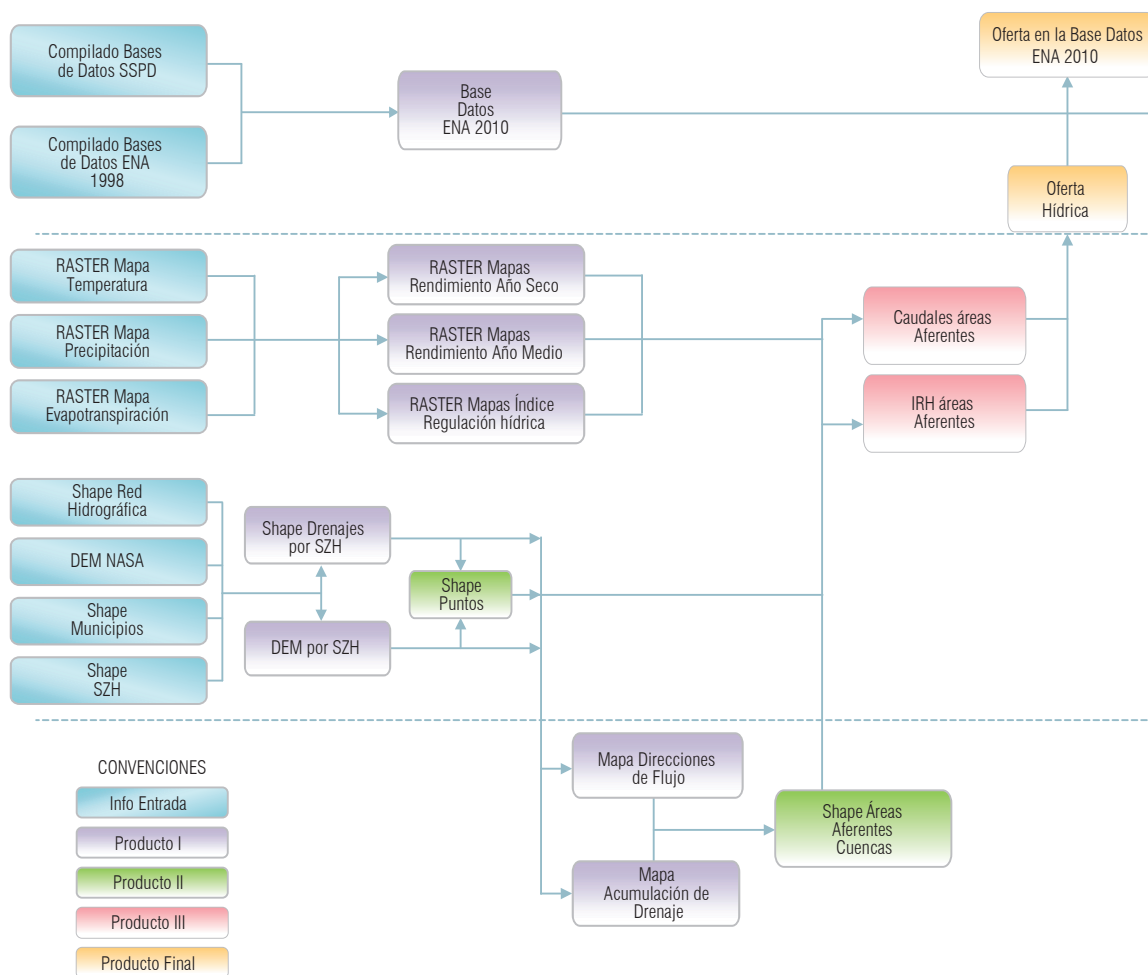 Compilado Bases
de Datos SSPD
Compilado Bases
de Datos ENA
1998
Base
Datos
ENA 2010
Oferta en la Base Datos
ENA 2010
Oferta
Hídrica
RASTER Mapa
Temperatura
RASTER Mapa
Precipitación
RASTER Mapa
Evapotranspiración
RASTER Mapas
Rendimiento Año Seco
RASTER Mapas
Rendimiento Año Medio
RASTER Mapas Índice
Regulación hídrica
Caudales áreas
Aferentes
IRH áreas
Aferentes
Shape Red
Hidrográfica
DEM NASA
Shape
Municipios
Shape
SZH
Shape Drenajes
por SZH
DEM por SZH
Shape
Puntos
Mapa Direcciones
de Flujo
Mapa
Acumulación de
Drenaje
Shape Áreas
Aferentes
Cuencas
CONVENCIONES
Info Entrada
Producto I
Producto II
Producto III
Producto Final